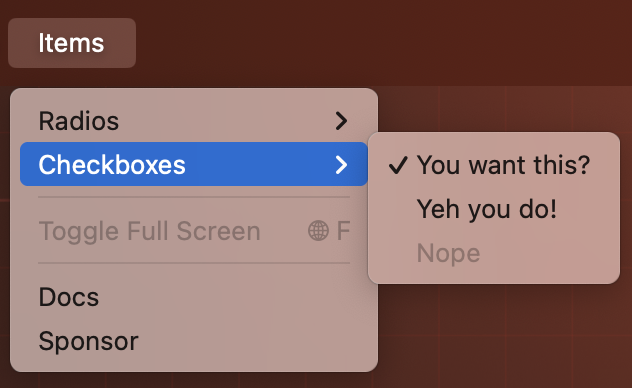 Items
Radios
Checkboxes
You want this?
Yeh you do!
Nope
Toggle Full Screen F
Docs
Sponsor